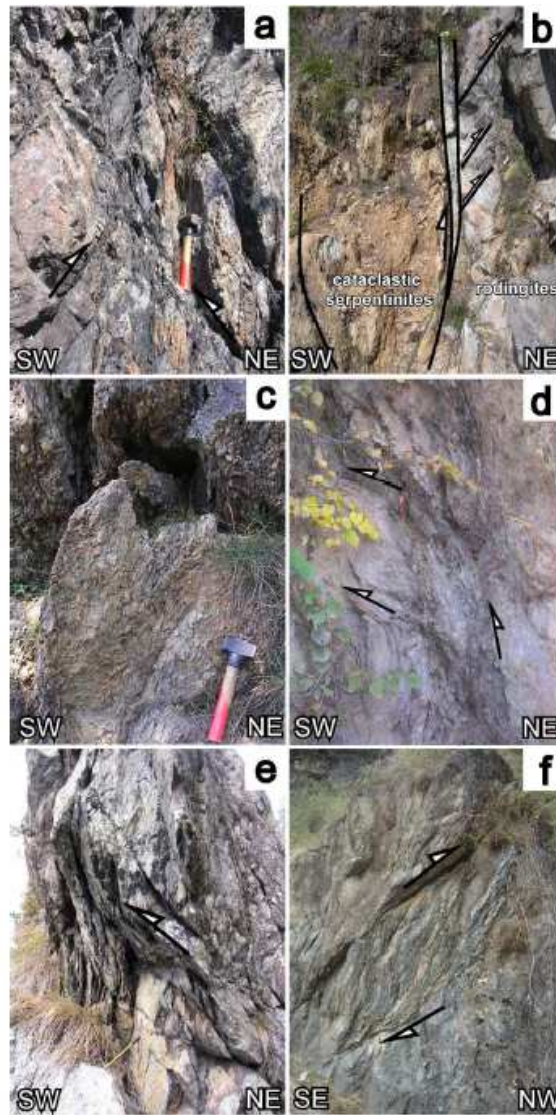 a
SW NE
b
cataclastic
serpentinites
rodingites
SW NE
c
SW NE
d
SW NE
e
SW NE
f
SE NW